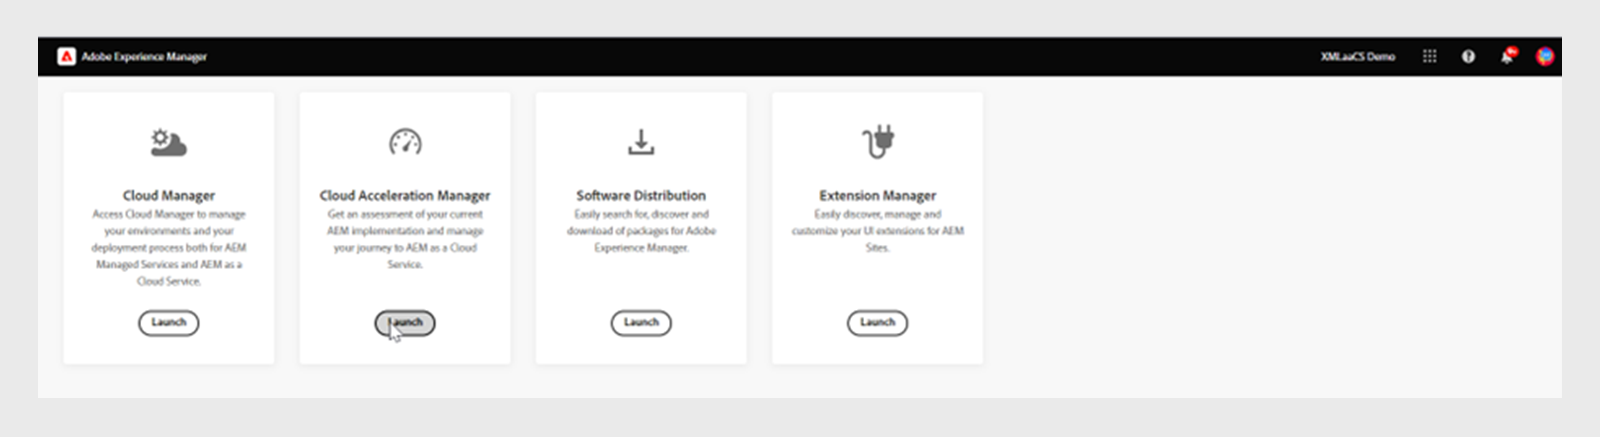 Adobe Experience Manager
XMLaaCS Demo
Cloud Manager
Access Cloud Manager to manage
your environments and your
deployment process both for AEM
Managed Services and AEM as a
Cloud Service.
Launch
Cloud Acceleration Manager
Get an assessment of your current
AEM implementation and manage
your journey to AEM as a Cloud
Service.
Launch
Software Distribution
Easily search for, discover and
download of packages for Adobe
Experience Manager.
Launch
Extension Manager
Easily discover, manage and
customize your UI extensions for AEM
Sites.
Launch